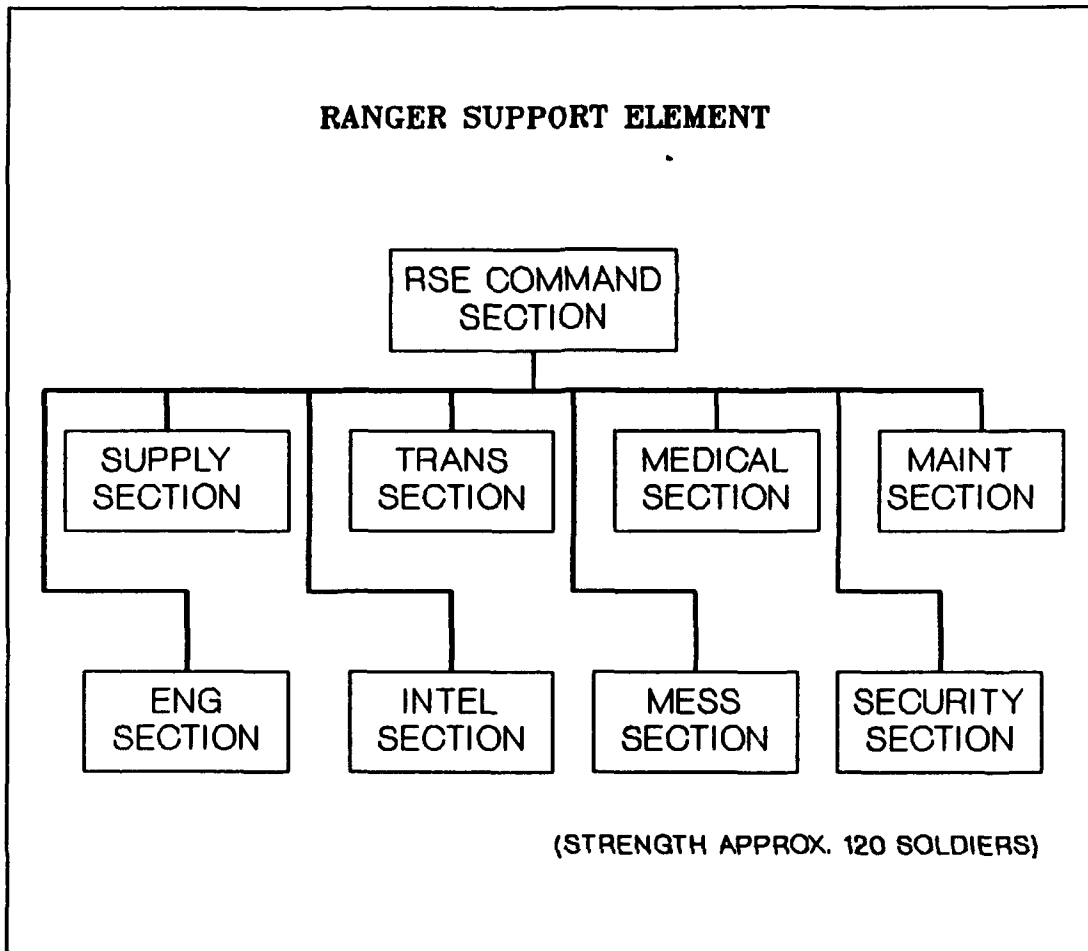 RANGER SUPPORT ELEMENT
RSE COMMAND
SECTION
SUPPLY
SECTION
TRANS
SECTION
MEDICAL
SECTION
MAINT
SECTION
ENG
SECTION
INTEL
SECTION
MESS
SECTION
SECURITY
SECTION
(STRENGTH APPROX. 120 SOLDIERS)